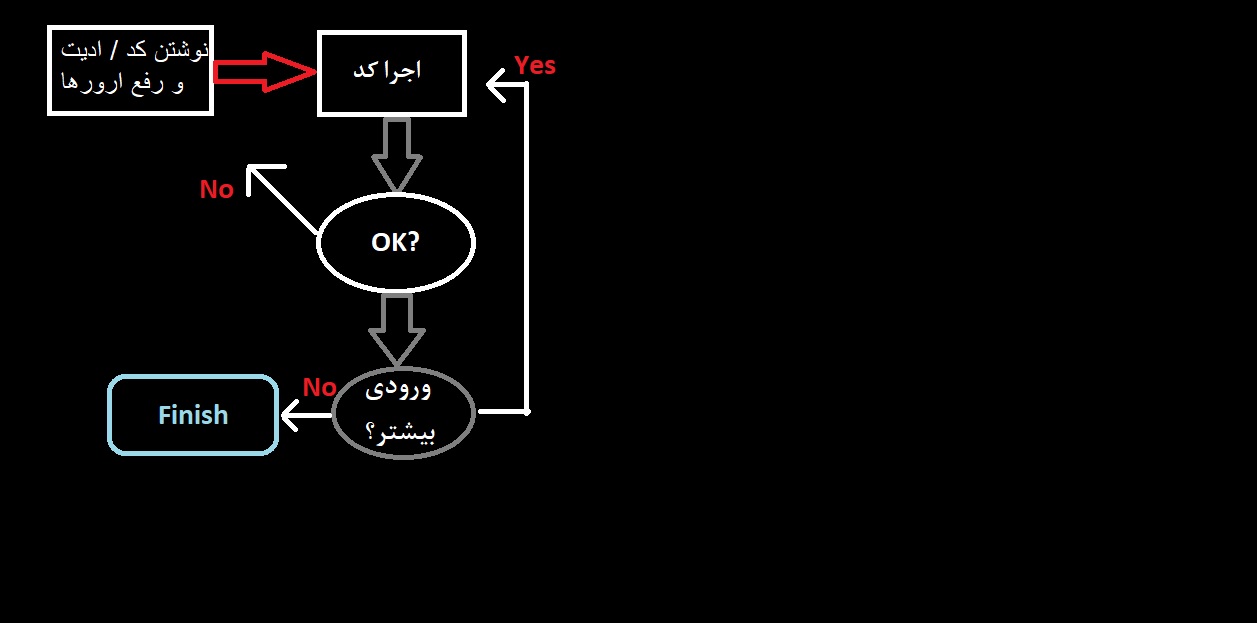 نوشتن کد / ادیت
و رفع ارورها
اجرا کد
Yes
No
OK?
No
ورودی
بیشتر؟
Finish